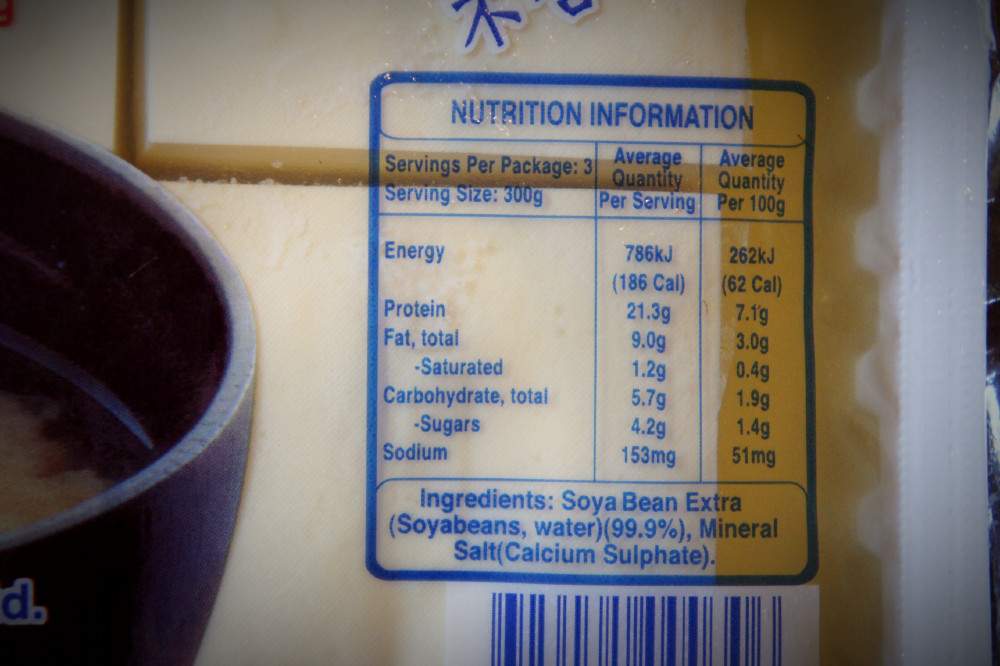 NUTRITION INFORMATION
Servings Per Package: 3
Serving Size: 300g
Average Quantity Per Serving
Average Quantity Per 100g
Energy 786kJ 262kJ
(186 Cal) (62 Cal)
Protein 21.3g 7.1g
Fat, total 9.0g 3.0g
-Saturated 1.2g 0.4g
Carbohydrate, total 5.7g 1.9g
-Sugars 4.2g 1.4g
Sodium 153mg 51mg
Ingredients: Soya Bean Extra
(Soyabeans, water)(99.9%), Mineral
Salt(Calcium Sulphate).
d.